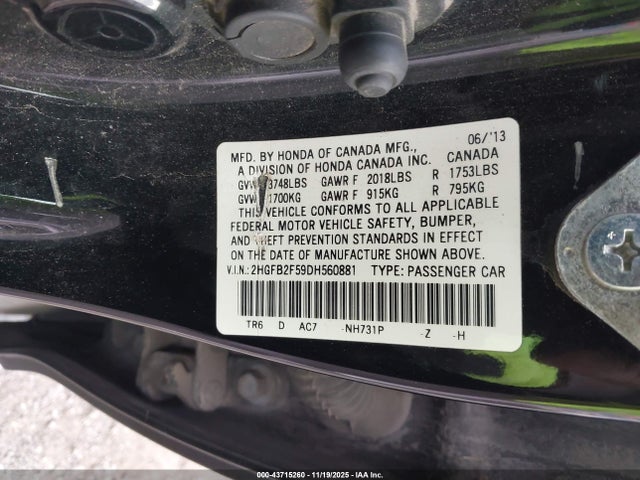 06/'13
MFD. BY HONDA OF CANADA MFG., CANADA
A DIVISION OF HONDA CANADA INC.
3748LBS GAWR F 2018LBS R 1753LBS
1700KG GAWR F 915KG R 795KG
THIS VEHICLE CONFORMS TO ALL APPLICABLE
FEDERAL MOTOR VEHICLE SAFETY, BUMPER,
AND THEFT PREVENTION STANDARDS IN EFFECT
ON THE DATE OF MANUFACTURE SHOWN ABOVE.
V.I.N.: 2HGFB2F59DH560881 TYPE: PASSENGER CAR
TR6 D AC7 -NH731P -Z -H
000-43715260 - 11/19/2025 - IAA Inc.